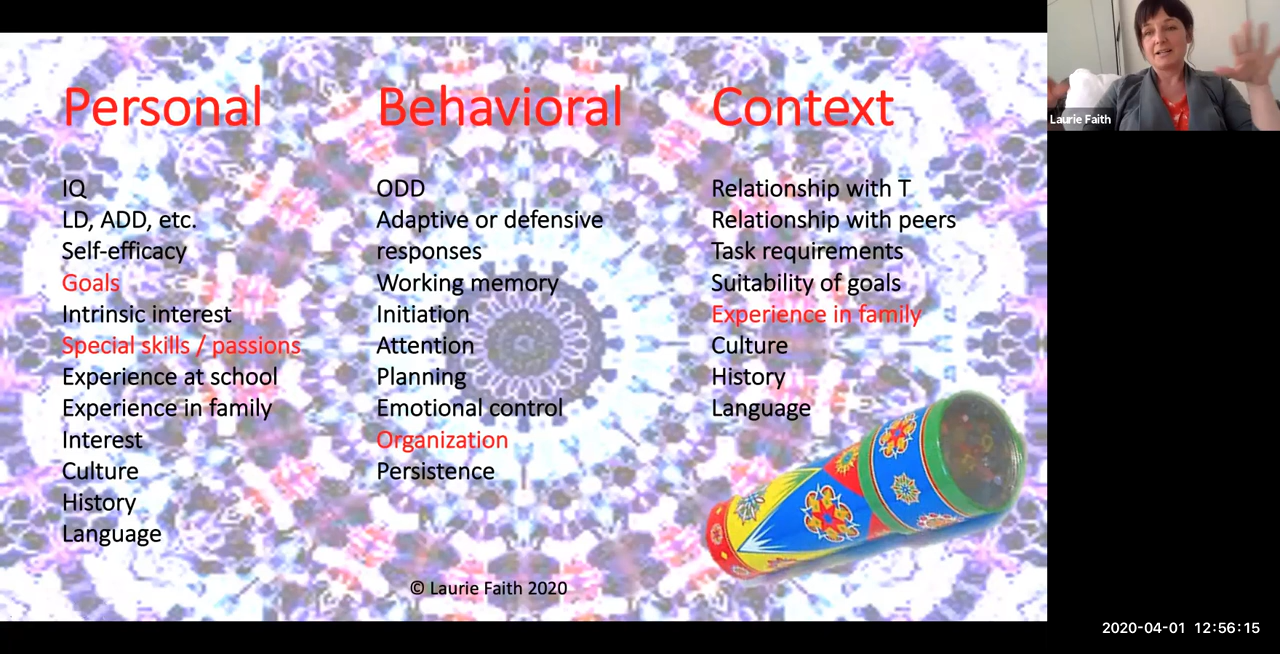 Personal
IQ
LD, ADD, etc.
Self-efficacy
Goals
Intrinsic interest
Special skills / passions
Experience at school
Experience in family
Interest
Culture
History
Language
Behavioral
ODD
Adaptive or defensive
responses
Working memory
Initiation
Attention
Planning
Emotional control
Organization
Persistence
Context
Relationship with T
Relationship with peers
Task requirements
Suitability of goals
Experience in family
Culture
History
Language
© Laurie Faith 2020
Laurie Faith
2020-04-01 12:56:15